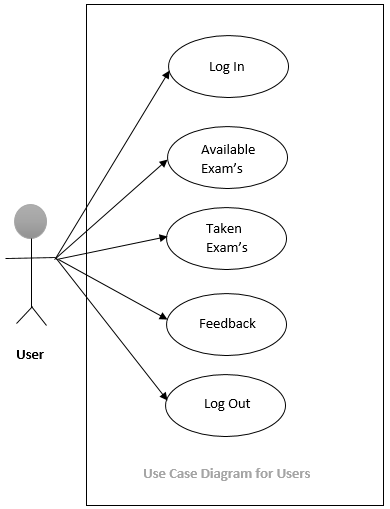 Log In
Available
Exam's
Taken
Exam's
Feedback
User
Log Out
Use Case Diagram for Users